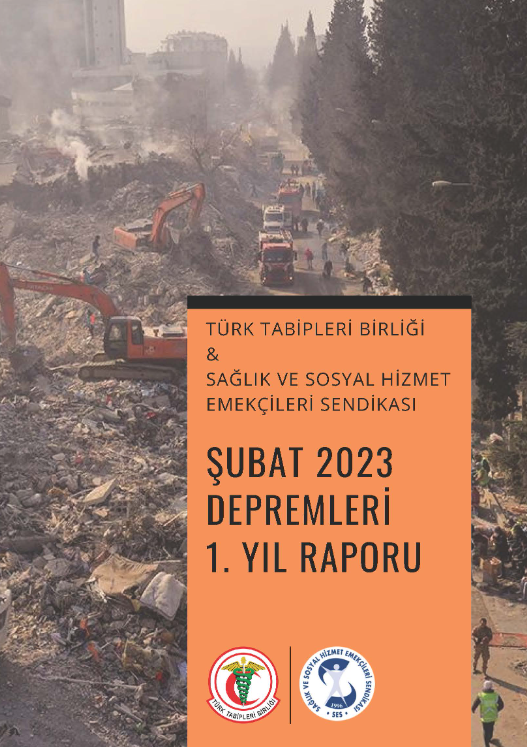 TÜRK TABİPLERİ BİRLİĞİ
&
SAĞLIK VE SOSYAL HİZMET
EMEKÇİLERİ SENDİKASI
ŞUBAT 2023
DEPREMLERİ
1. YIL RAPORU
TÜRK TABİPLERİ BİRLİĞİ
SAĞLIK VE SOSYAL HİZMET EMEKÇİLERİ SENDİKASI
1996
• SES •